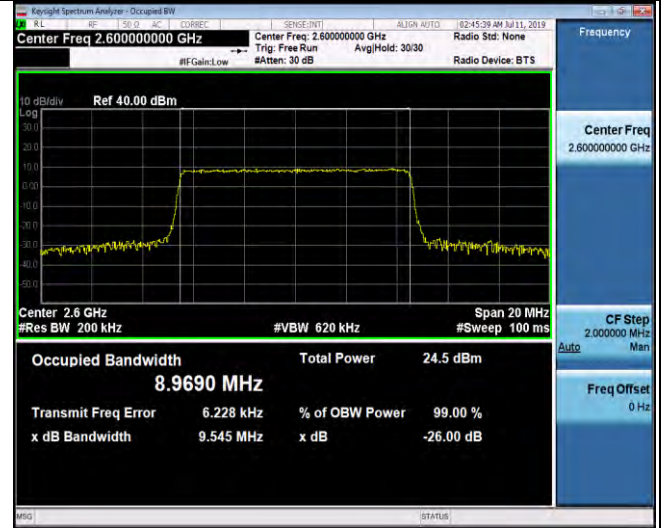 Keysight Spectrum Analyzer - Occupied BW
RL RF 50 Ω AC CORREC SENSE:INT ALIGN AUTO 02:45:39 AM Jul 11, 2019
Center Freq 2.600000000 GHz
Center Freq: 2.600000000 GHz Radio Std: None
Trig: Free Run Avg|Hold: 30/30
#IFGain:Low #Atten: 30 dB Radio Device: BTS
Frequency
10 dB/div Ref 40.00 dBm
Log
30.0
20.0
10.0
0.00
-10.0
-20.0
-30.0
-40.0
-50.0
Center Freq
2.600000000 GHz
Center 2.6 GHz Span 20 MHz
#Res BW 200 kHz #VBW 620 kHz #Sweep 100 ms
CF Step
2.000000 MHz
Auto Man
Occupied Bandwidth Total Power 24.5 dBm
8.9690 MHz
Transmit Freq Error 6.228 kHz % of OBW Power 99.00 %
x dB Bandwidth 9.545 MHz x dB -26.00 dB
Freq Offset
0 Hz
MSG STATUS